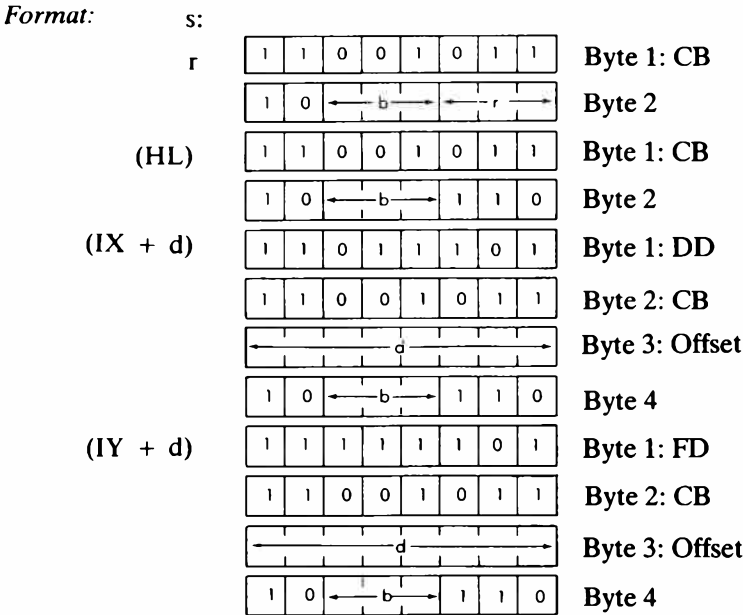 Format: s:
r 1 1 0 0 1 0 1 1 Byte 1: CB
1 0 b r Byte 2
(HL) 1 1 0 0 1 0 1 1 Byte 1: CB
1 0 b 1 1 0 Byte 2
(IX + d) 1 1 0 1 1 1 0 1 Byte 1: DD
1 1 0 0 1 0 1 1 Byte 2: CB
d Byte 3: Offset
1 0 b 1 1 0 Byte 4
(IY + d) 1 1 1 1 1 1 0 1 Byte 1: FD
1 1 0 0 1 0 1 1 Byte 2: CB
d Byte 3: Offset
1 0 b 1 1 0 Byte 4